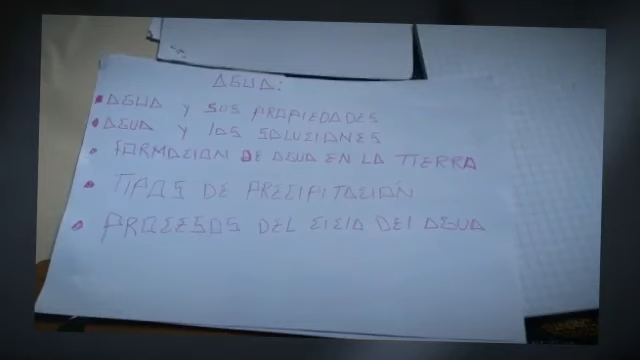 AGUA:
AGUA Y SUS PROPIEDADES
AGUA Y LAS SOLUCIONES
FORMACION DE AGUA EN LA TIERRA
TIPOS DE PRECIPITACIÓN
PROCESOS DEL CICLO DEL AGUA